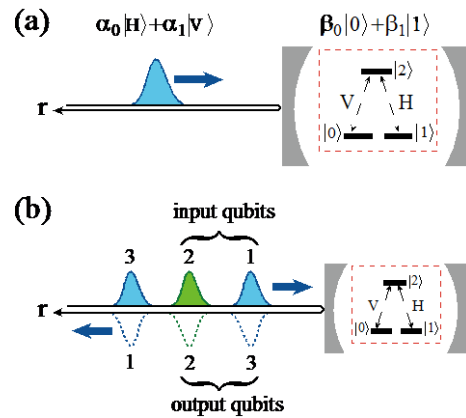 (a)
α₀|H⟩+α₁|V⟩
β₀|0⟩+β₁|1⟩
|2⟩
V H
r
|0⟩ |1⟩
(b)
input qubits
3 2 1
|2⟩
r
V H
|0⟩ |1⟩
1 2 3
output qubits